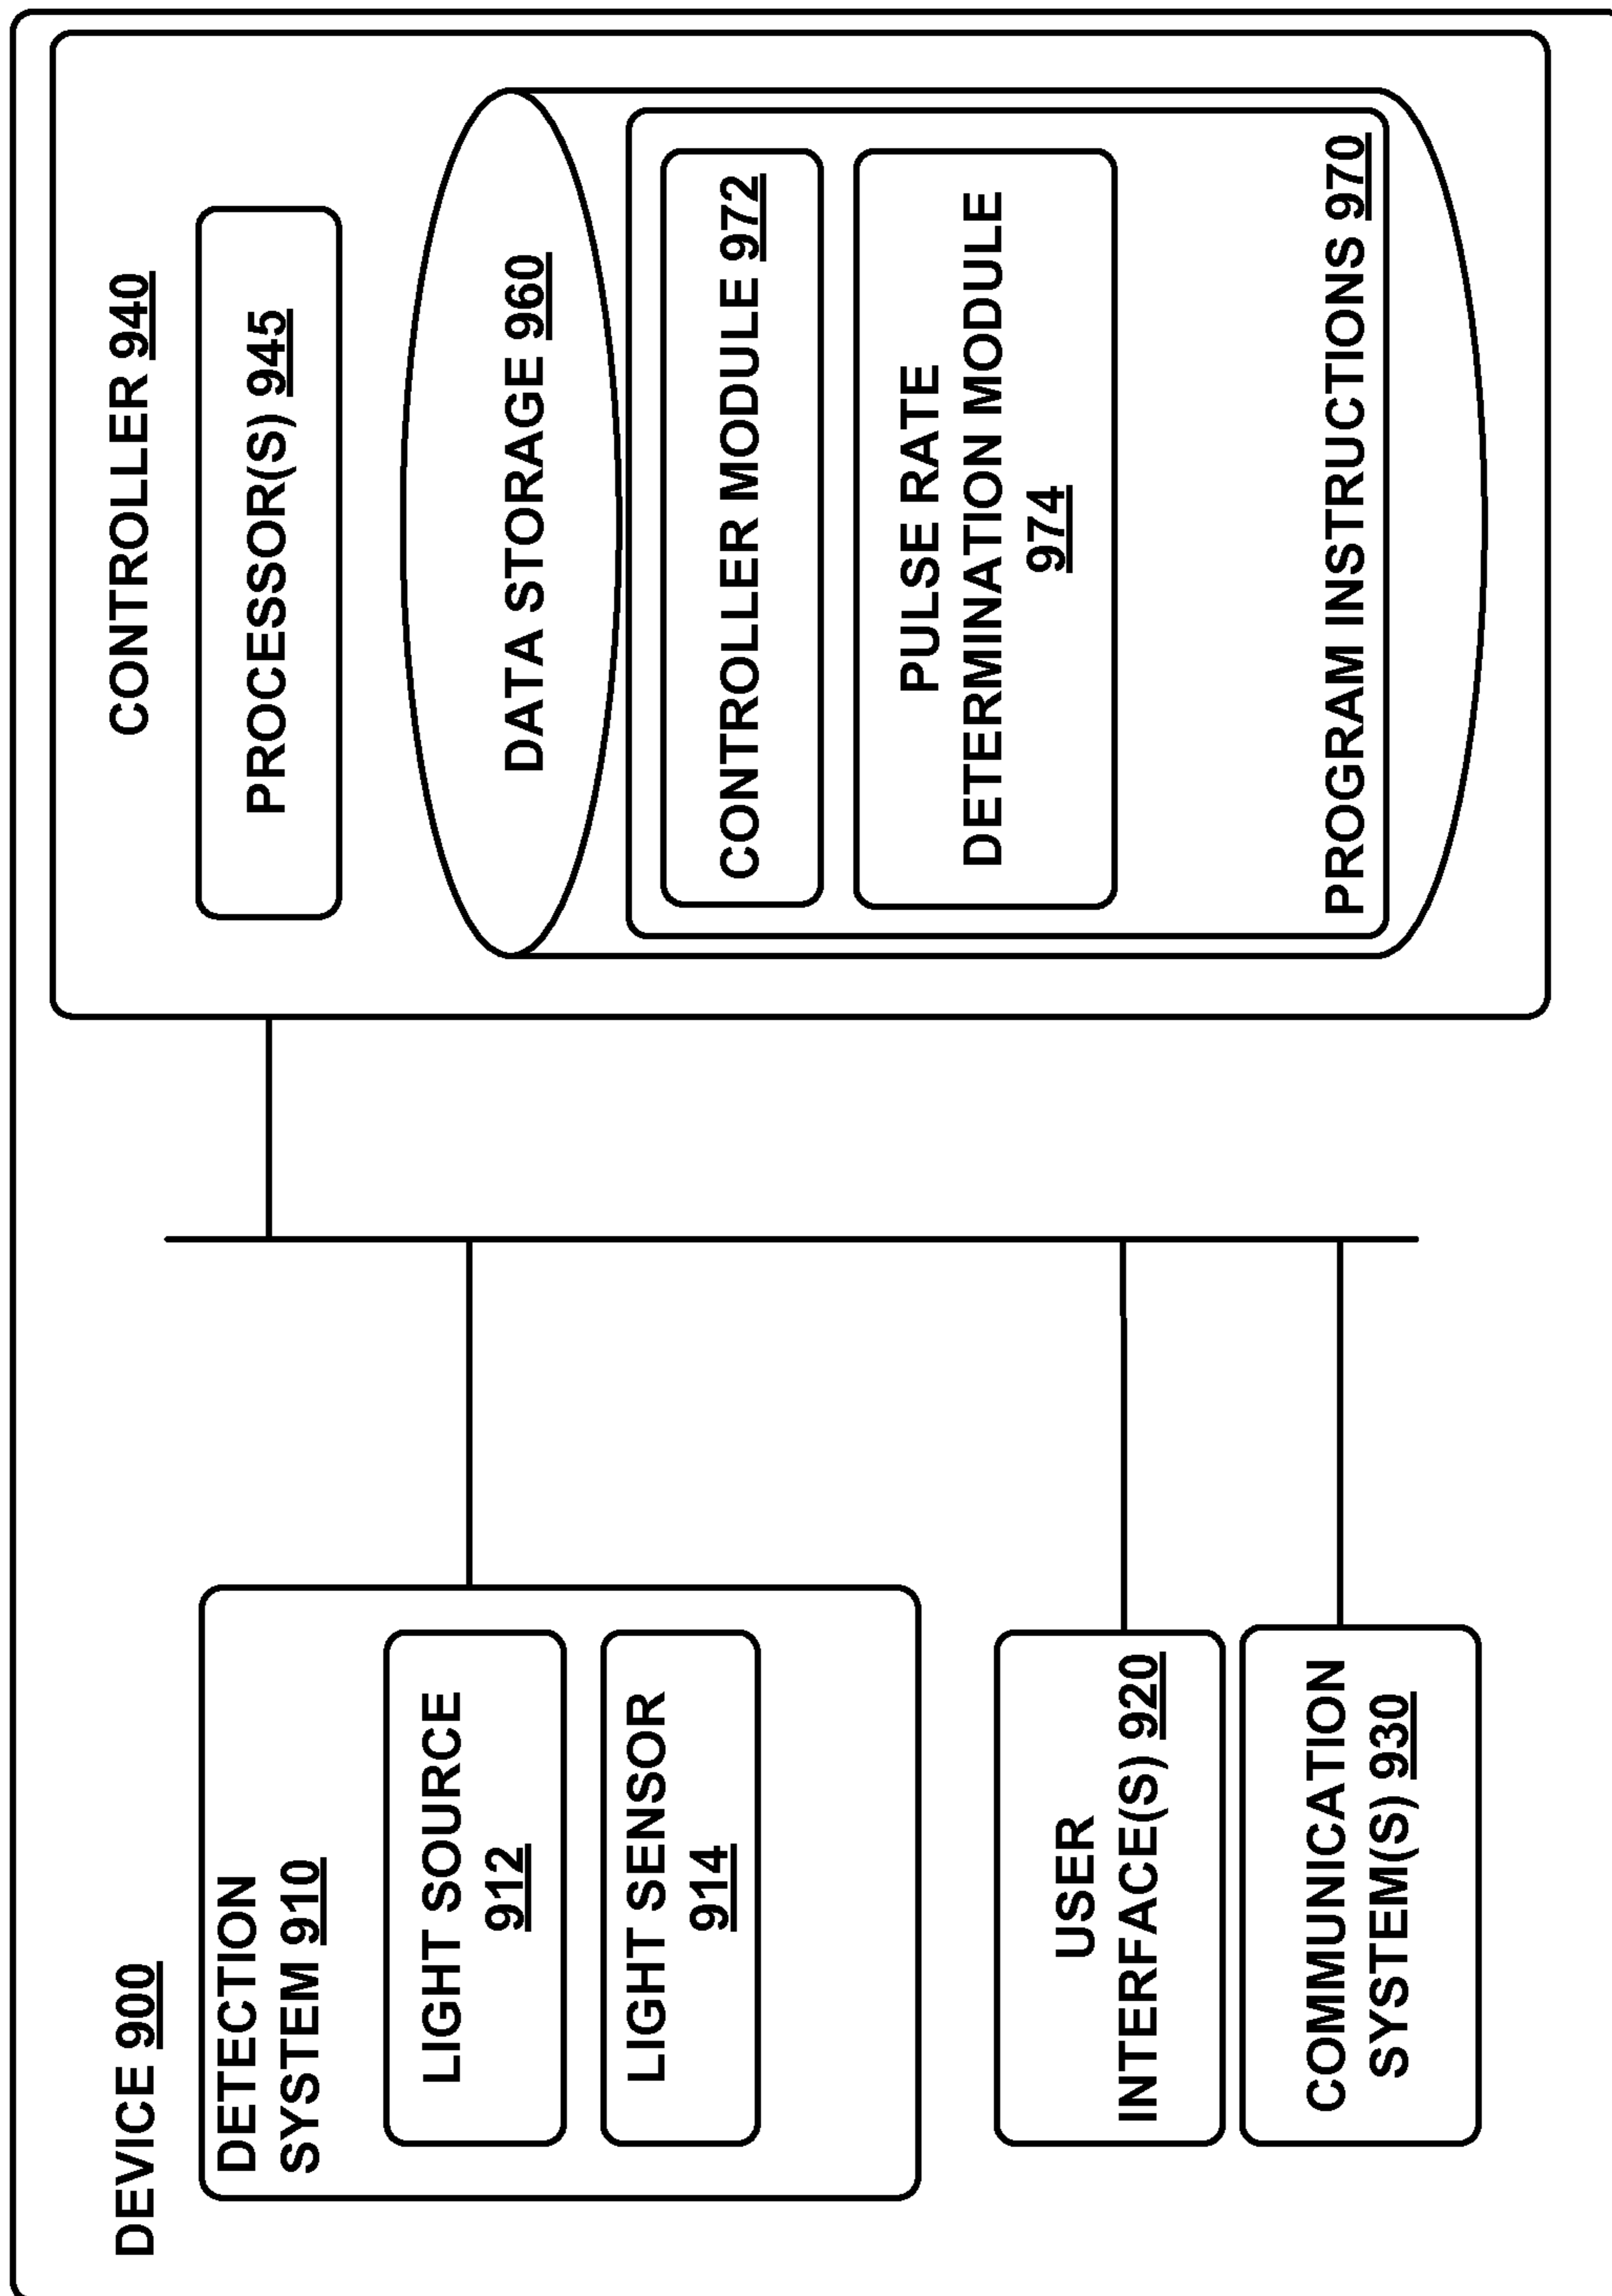 DEVICE 900
DETECTION
SYSTEM 910
LIGHT SOURCE
912
LIGHT SENSOR
914
USER
INTERFACE(S) 920
COMMUNICATION
SYSTEM(S) 930
CONTROLLER 940
PROCESSOR(S) 945
DATA STORAGE 960
CONTROLLER MODULE 972
PULSE RATE
DETERMINATION MODULE
974
PROGRAM INSTRUCTIONS 970